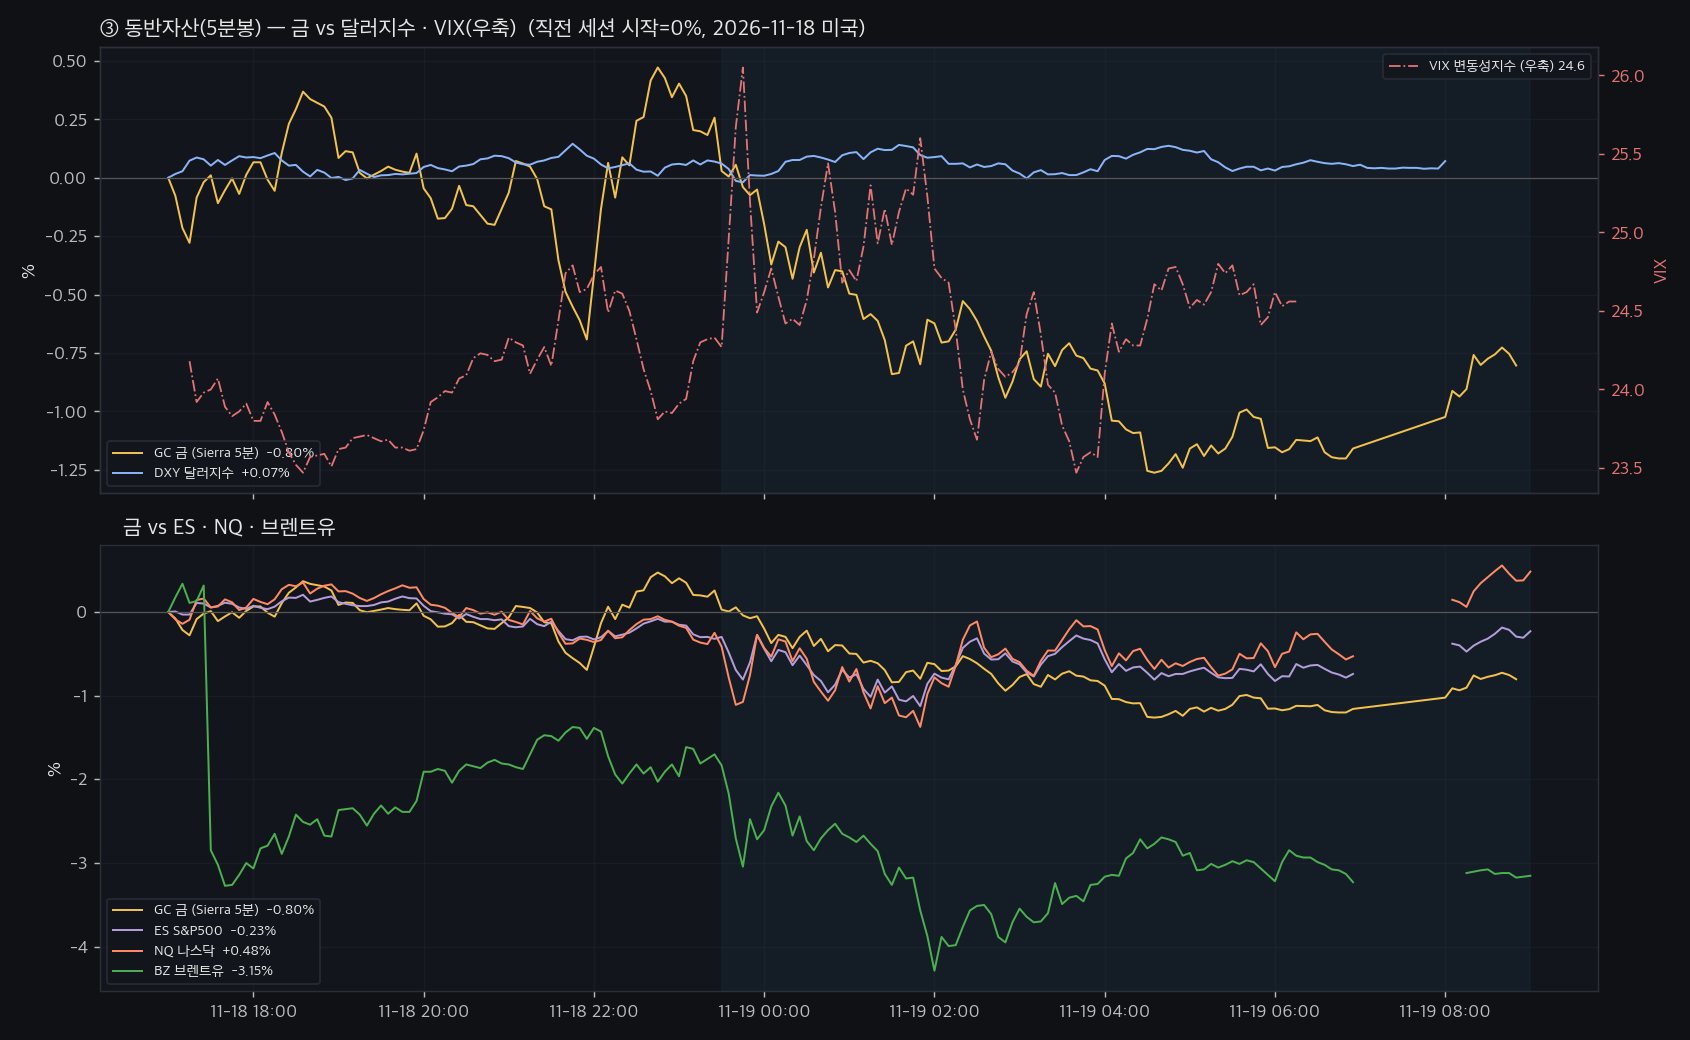 ③ 동반자산(5분봉) — 금 vs 달러지수 · VIX(우축)  (직전 세션 시작=0%, 2026-11-18 미국)
0.50
0.25
0.00
-0.25
-0.50
-0.75
-1.00
-1.25
%
VIX 변동성지수 (우축) 24.6
26.0
25.5
25.0
24.5
24.0
23.5
VIX
GC 금 (Sierra 5분)  -0.80%
DXY 달러지수  +0.07%
금 vs ES · NQ · 브렌트유
0
-1
-2
-3
-4
%
GC 금 (Sierra 5분)  -0.80%
ES S&P500  -0.23%
NQ 나스닥  +0.48%
BZ 브렌트유  -3.15%
11-18 18:00
11-18 20:00
11-18 22:00
11-19 00:00
11-19 02:00
11-19 04:00
11-19 06:00
11-19 08:00